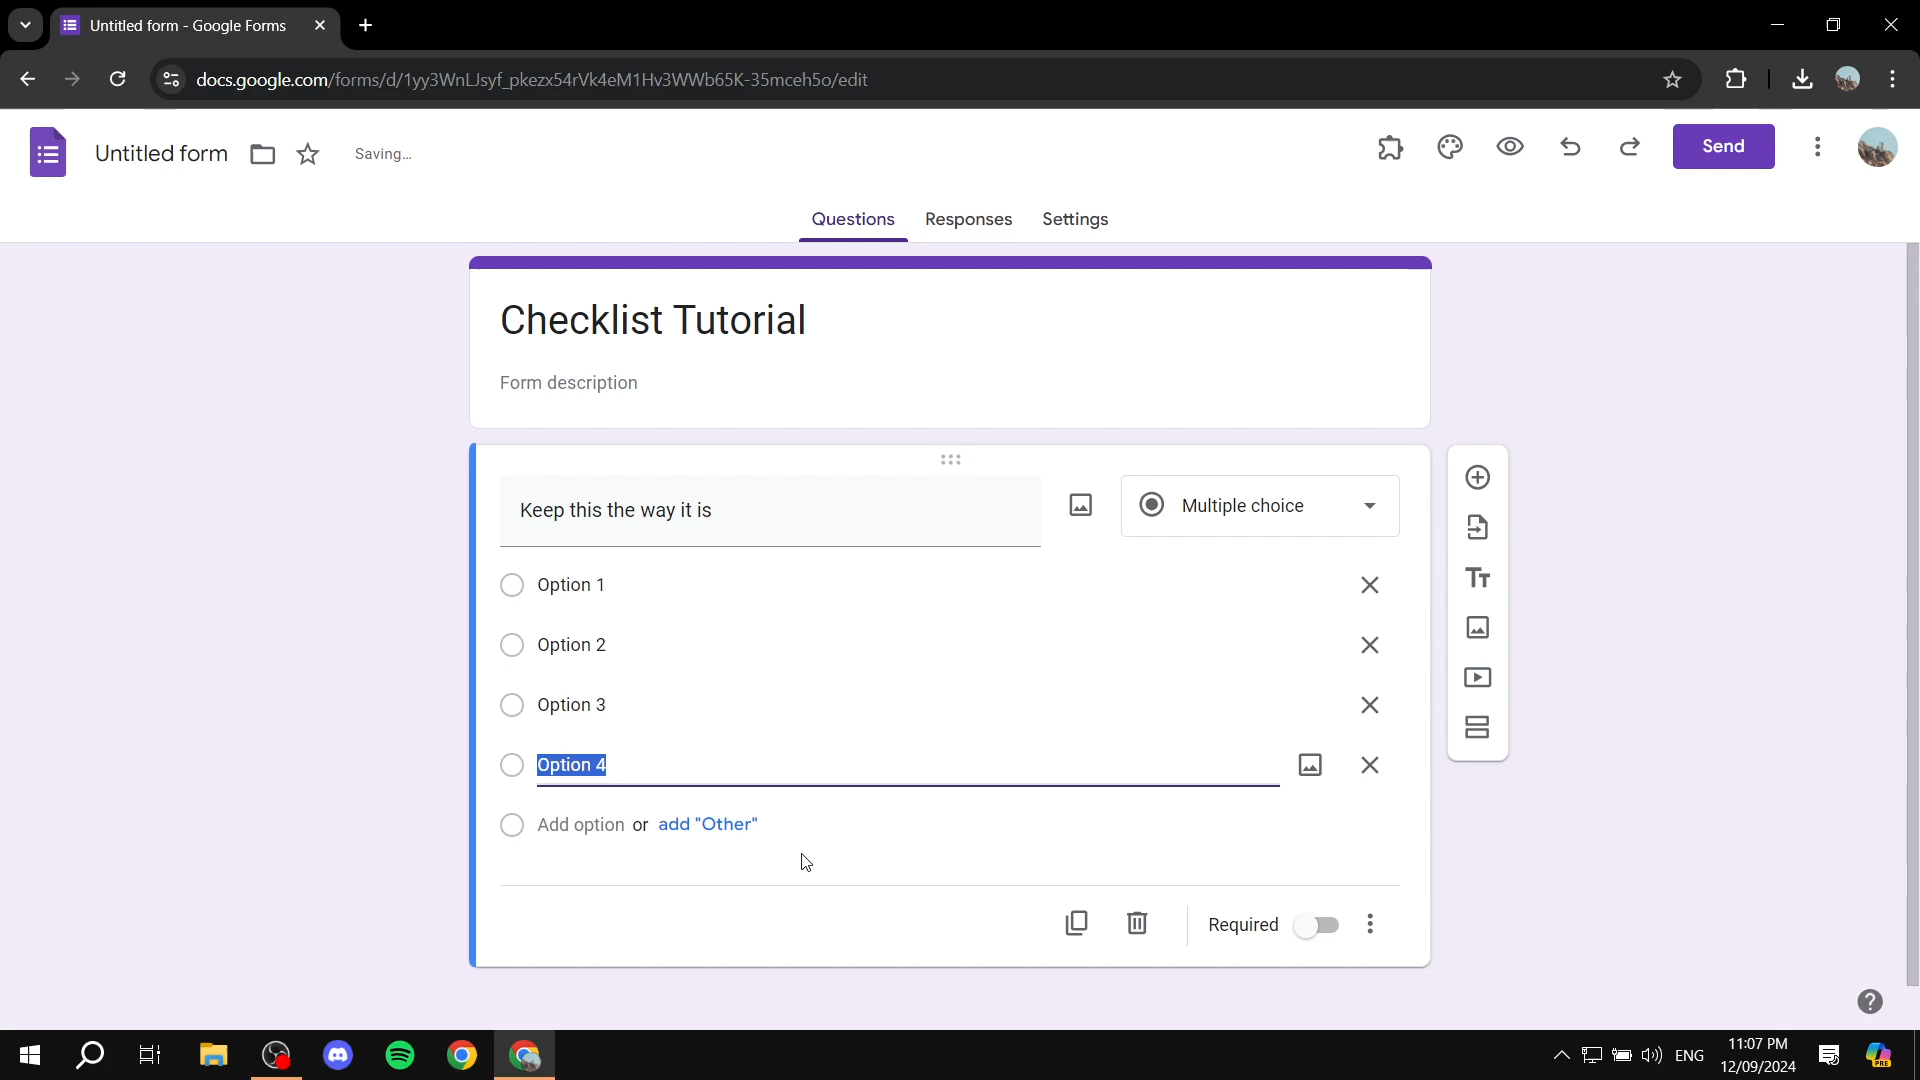 Untitled form - Google Forms
docs.google.com/forms/d/1yy3WnLJsyf_pkezx54rVk4eM1Hv3WWb65K-35mceh5o/edit
Untitled form
Saving...
Send
Questions
Responses
Settings
Checklist Tutorial
Form description
Keep this the way it is
Multiple choice
Option 1
Option 2
Option 3
Option 4
Add option or add "Other"
Required
ENG
11:07 PM
12/09/2024
PRE